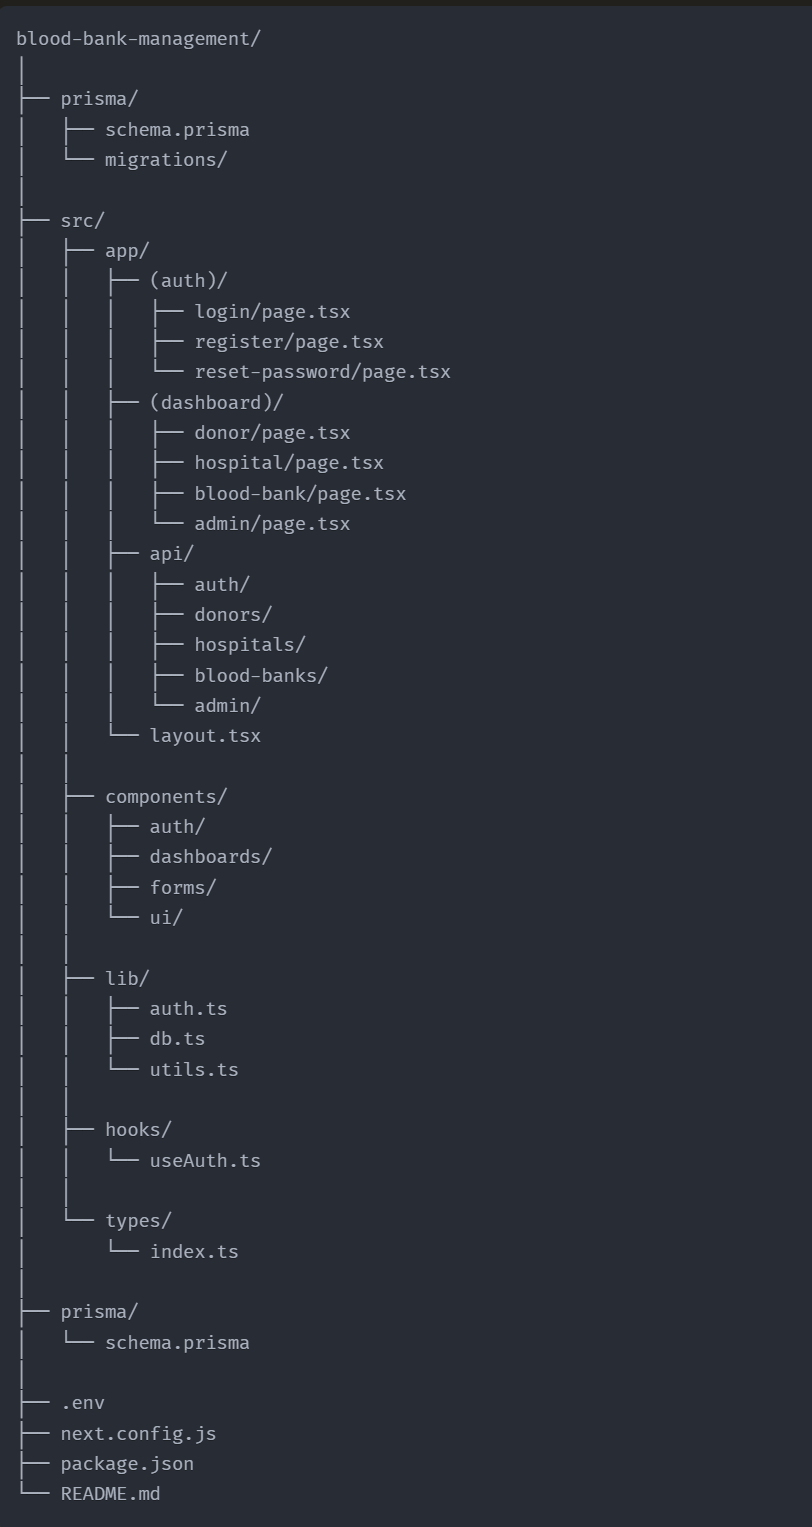 blood-bank-management/
│
├── prisma/
│   ├── schema.prisma
│   └── migrations/
│
├── src/
│   ├── app/
│   │   ├── (auth)/
│   │   │   ├── login/page.tsx
│   │   │   ├── register/page.tsx
│   │   │   └── reset-password/page.tsx
│   │   ├── (dashboard)/
│   │   │   ├── donor/page.tsx
│   │   │   ├── hospital/page.tsx
│   │   │   ├── blood-bank/page.tsx
│   │   │   └── admin/page.tsx
│   │   ├── api/
│   │   │   ├── auth/
│   │   │   ├── donors/
│   │   │   ├── hospitals/
│   │   │   ├── blood-banks/
│   │   │   └── admin/
│   │   └── layout.tsx
│   │
│   ├── components/
│   │   ├── auth/
│   │   ├── dashboards/
│   │   ├── forms/
│   │   └── ui/
│   │
│   ├── lib/
│   │   ├── auth.ts
│   │   ├── db.ts
│   │   └── utils.ts
│   │
│   ├── hooks/
│   │   └── useAuth.ts
│   │
│   └── types/
│       └── index.ts
│
├── prisma/
│   └── schema.prisma
│
├── .env
├── next.config.js
├── package.json
└── README.md